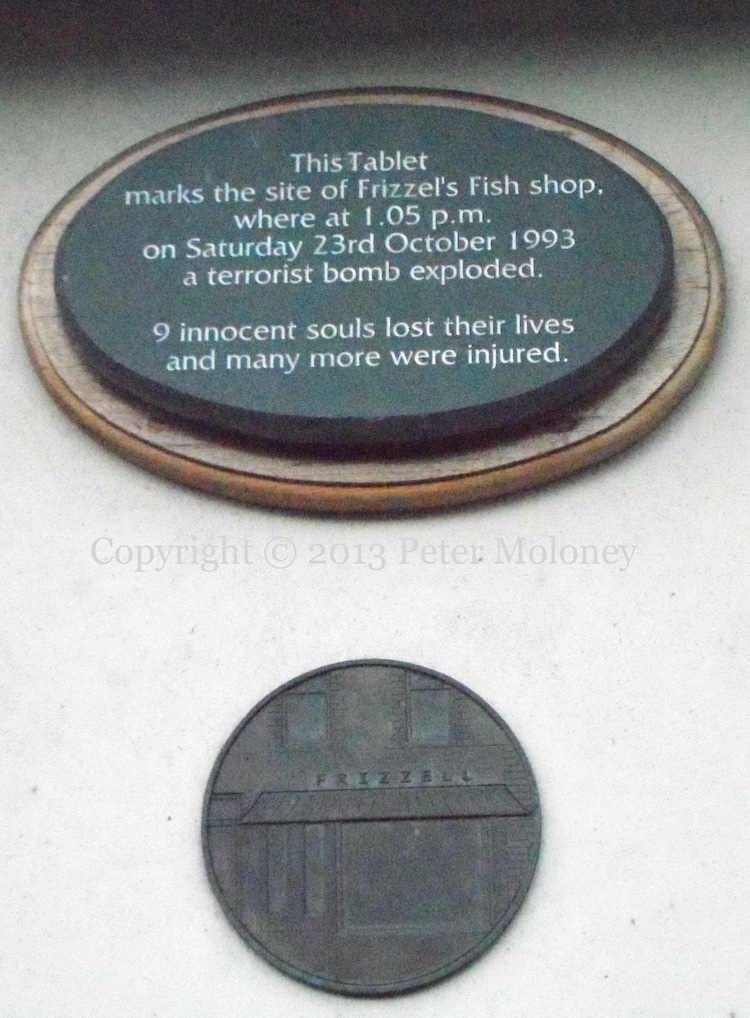 This Tablet
marks the site of Frizzel's Fish shop,
where at 1.05 p.m.
on Saturday 23rd October 1993
a terrorist bomb exploded.
9 innocent souls lost their lives
and many more were injured.
Copyright © 2013 Peter Moloney
FRIZZELL